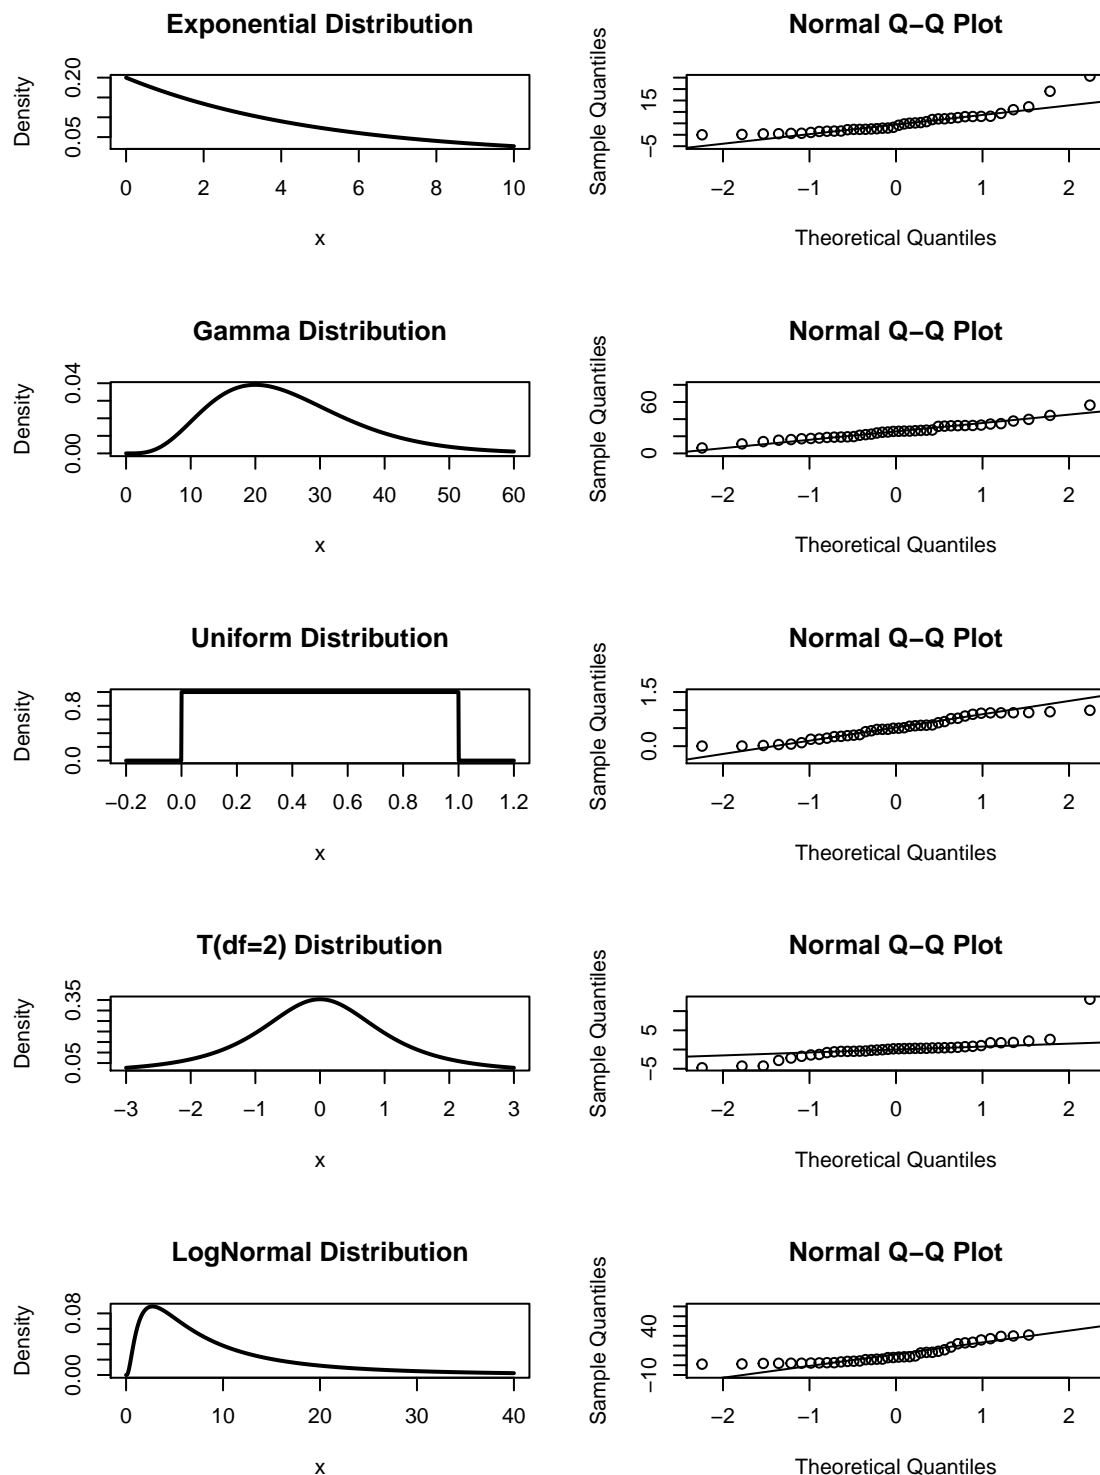 Exponential Distribution
Density
0.05 0.20
0 2 4 6 8 10
x
Normal Q−Q Plot
Sample Quantiles
−5 15
−2 −1 0 1 2
Theoretical Quantiles
Gamma Distribution
Density
0.00 0.04
0 10 20 30 40 50 60
x
Normal Q−Q Plot
Sample Quantiles
0 60
−2 −1 0 1 2
Theoretical Quantiles
Uniform Distribution
Density
0.0 0.8
−0.2 0.0 0.2 0.4 0.6 0.8 1.0 1.2
x
Normal Q−Q Plot
Sample Quantiles
0.0 1.5
−2 −1 0 1 2
Theoretical Quantiles
T(df=2) Distribution
Density
0.05 0.35
−3 −2 −1 0 1 2 3
x
Normal Q−Q Plot
Sample Quantiles
−5 5
−2 −1 0 1 2
Theoretical Quantiles
LogNormal Distribution
Density
0.00 0.08
0 10 20 30 40
x
Normal Q−Q Plot
Sample Quantiles
−10 40
−2 −1 0 1 2
Theoretical Quantiles